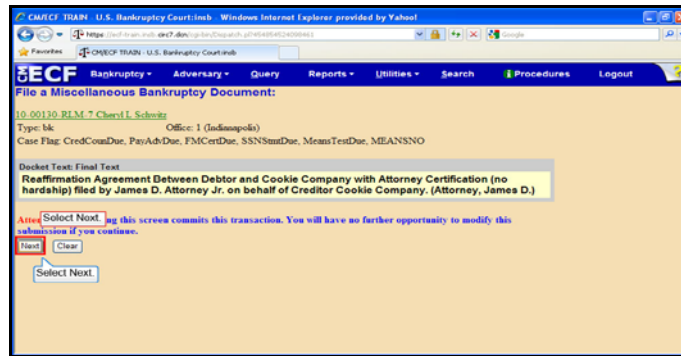 CM/ECF TRAIN - U.S. Bankruptcy Court:insb - Windows Internet Explorer provided by Yahoo!
Google
Favorites CM/ECF TRAIN - U.S. Bankruptcy Court:insb
ECF Bankruptcy Adversary Query Reports Utilities Search Procedures Logout ?
File a Miscellaneous Bankruptcy Document:
10-00130-RLM-7 Cheryl L Schwitz
Type: bk Office: 1 (Indianapolis)
Case Flag: CredCounDue, PayAdvDue, FMCertDue, SSNStmtDue, MeansTestDue, MEANSNO
Docket Text: Final Text
Reaffirmation Agreement Between Debtor and Cookie Company with Attorney Certification (no
hardship) filed by James D. Attorney Jr. on behalf of Creditor Cookie Company. (Attorney, James D.)
Atte Soloct Next. ng this screen commits this transaction. You will have no further opportunity to modify this
submission if you continue.
Next Clear
Select Next.